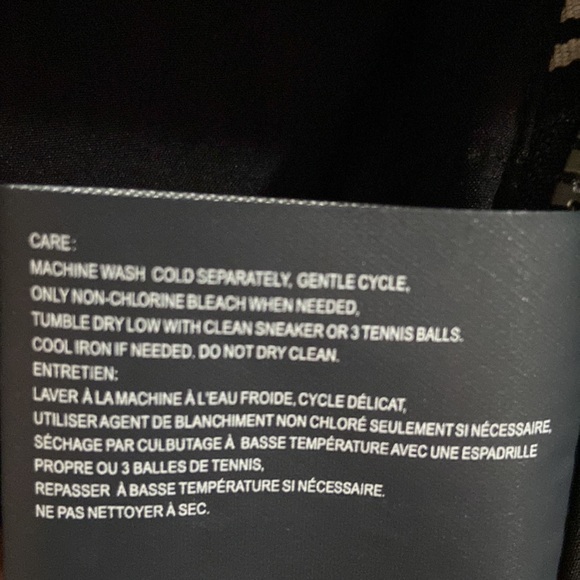 CARE:
MACHINE WASH COLD SEPARATELY, GENTLE CYCLE,
ONLY NON-CHLORINE BLEACH WHEN NEEDED,
TUMBLE DRY LOW WITH CLEAN SNEAKER OR 3 TENNIS BALLS.
COOL IRON IF NEEDED. DO NOT DRY CLEAN.
ENTRETIEN:
LAVER À LA MACHINE À L'EAU FROIDE, CYCLE DÉLICAT,
UTILISER AGENT DE BLANCHIMENT NON CHLORÉ SEULEMENT SI NÉCESSAIRE,
SÉCHAGE PAR CULBUTAGE À BASSE TEMPÉRATURE AVEC UNE ESPADRILLE
PROPRE OU 3 BALLES DE TENNIS,
REPASSER À BASSE TEMPÉRATURE SI NÉCESSAIRE.
NE PAS NETTOYER À SEC.